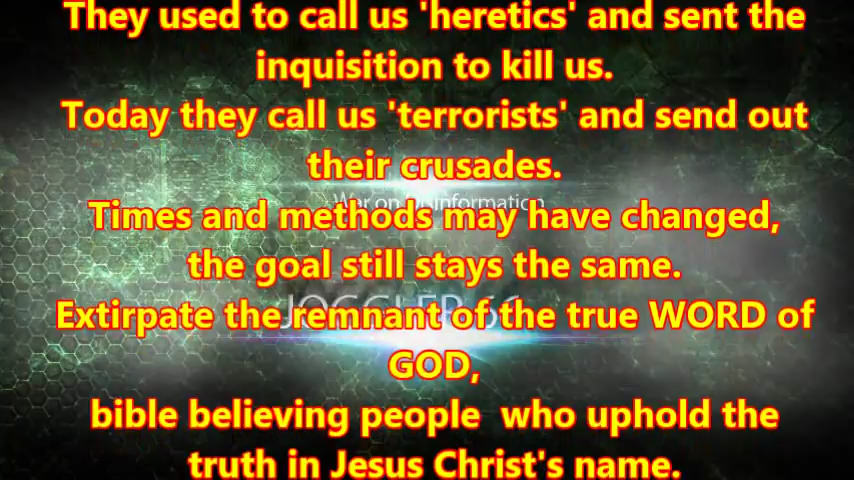 They used to call us 'heretics' and sent the
inquisition to kill us.
Today they call us 'terrorists' and send out
their crusades.
War on Disinformation
Times and methods may have changed,
the goal still stays the same.
JOGGLER66
Extirpate the remnant of the true WORD of
GOD,
bible believing people who uphold the
truth in Jesus Christ's name.